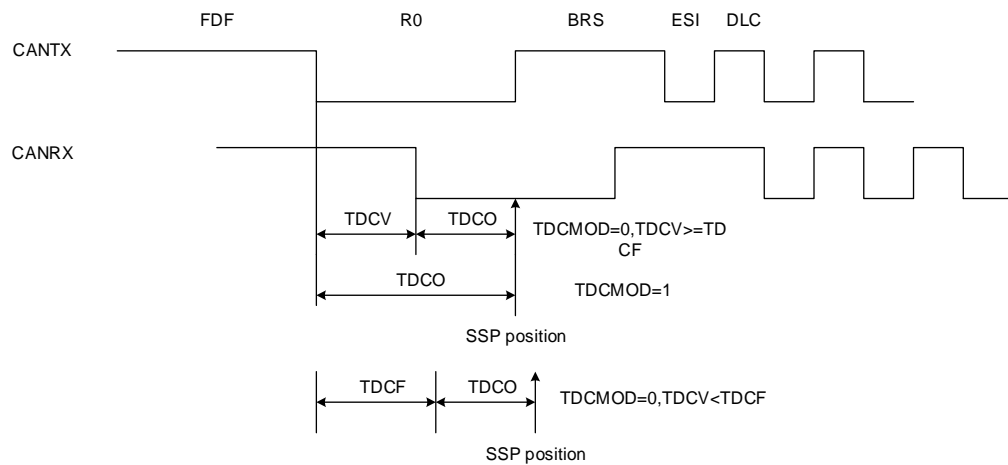 FDF R0 BRS ESI DLC
CANTX
CANRX
TDCV TDCO TDCMOD=0,TDCV>=TD
CF
TDCO TDCMOD=1
SSP position
TDCF TDCO TDCMOD=0,TDCV<TDCF
SSP position